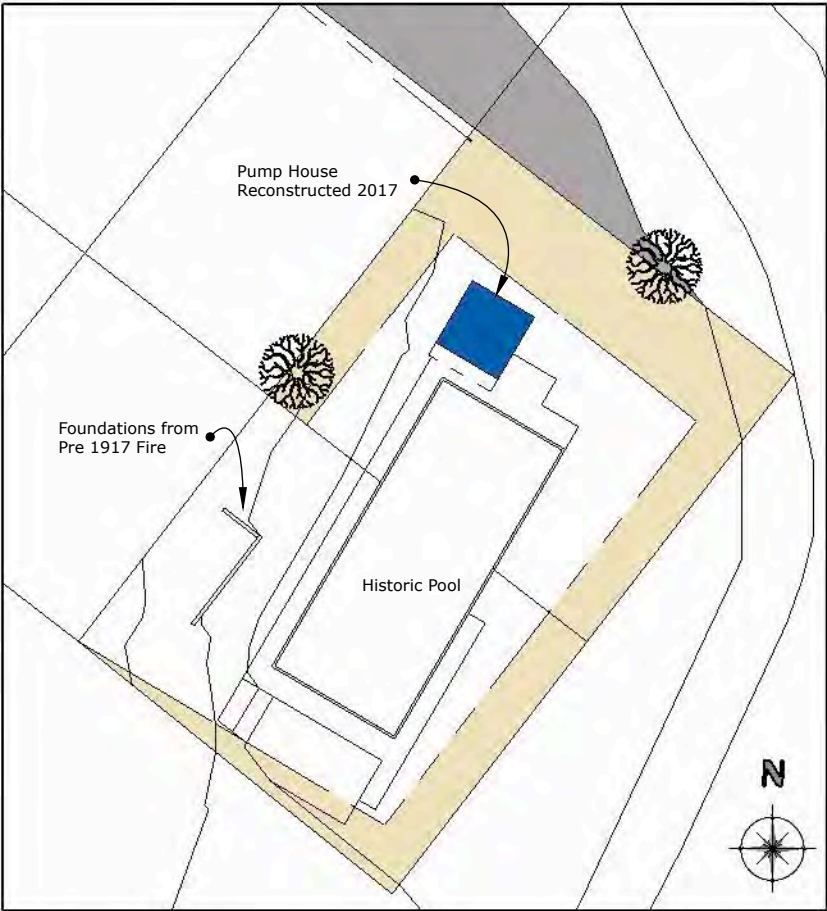 Pump House
Reconstructed 2017
Foundations from
Pre 1917 Fire
Historic Pool
N